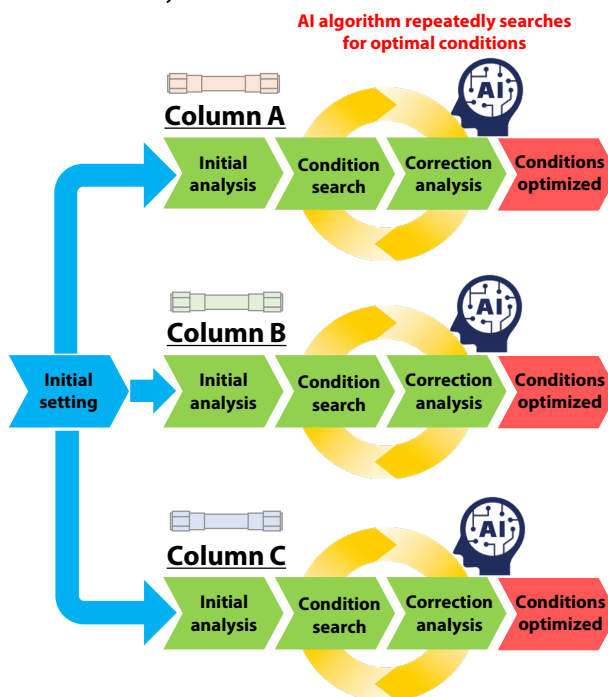 AI algorithm repeatedly searches
for optimal conditions
AI
Column A
Initial
analysis
Condition
search
Correction
analysis
Conditions
optimized
AI
Column B
Initial
setting
Initial
analysis
Condition
search
Correction
analysis
Conditions
optimized
AI
Column C
Initial
analysis
Condition
search
Correction
analysis
Conditions
optimized